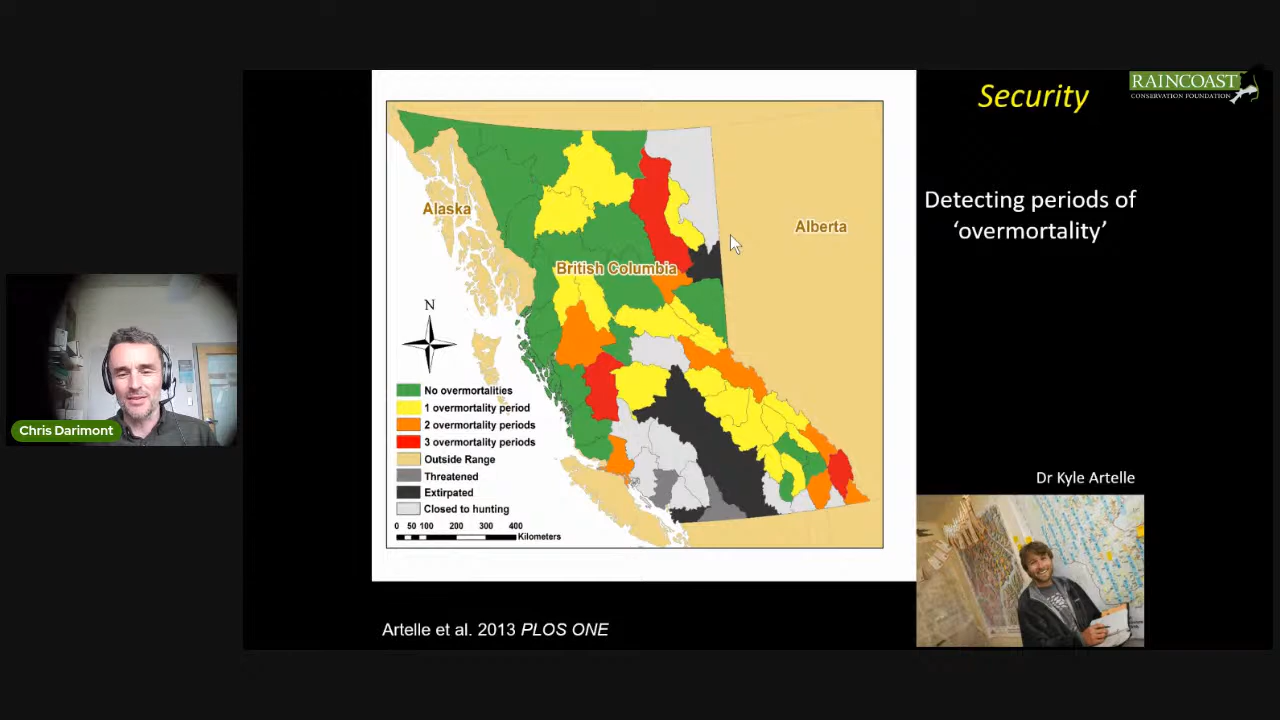 Security
RAINCOAST
CONSERVATION FOUNDATION
Detecting periods of
‘overmortality’
Alaska
Alberta
British Columbia
N
No overmortalities
1 overmortality period
2 overmortality periods
3 overmortality periods
Outside Range
Threatened
Extirpated
Closed to hunting
0 50 100 200 300 400
Kilometers
Chris Darimont
Dr Kyle Artelle
Artelle et al. 2013 PLOS ONE